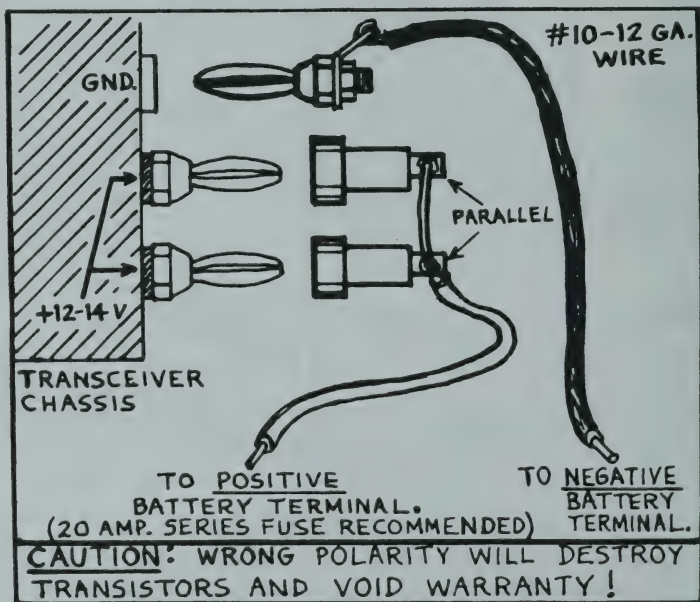 #10-12 GA.
WIRE
GND.
PARALLEL
+12-14 V
TRANSCEIVER
CHASSIS
TO POSITIVE
BATTERY TERMINAL.
(20 AMP. SERIES FUSE RECOMMENDED)
TO NEGATIVE
BATTERY
TERMINAL.
CAUTION: WRONG POLARITY WILL DESTROY
TRANSISTORS AND VOID WARRANTY!